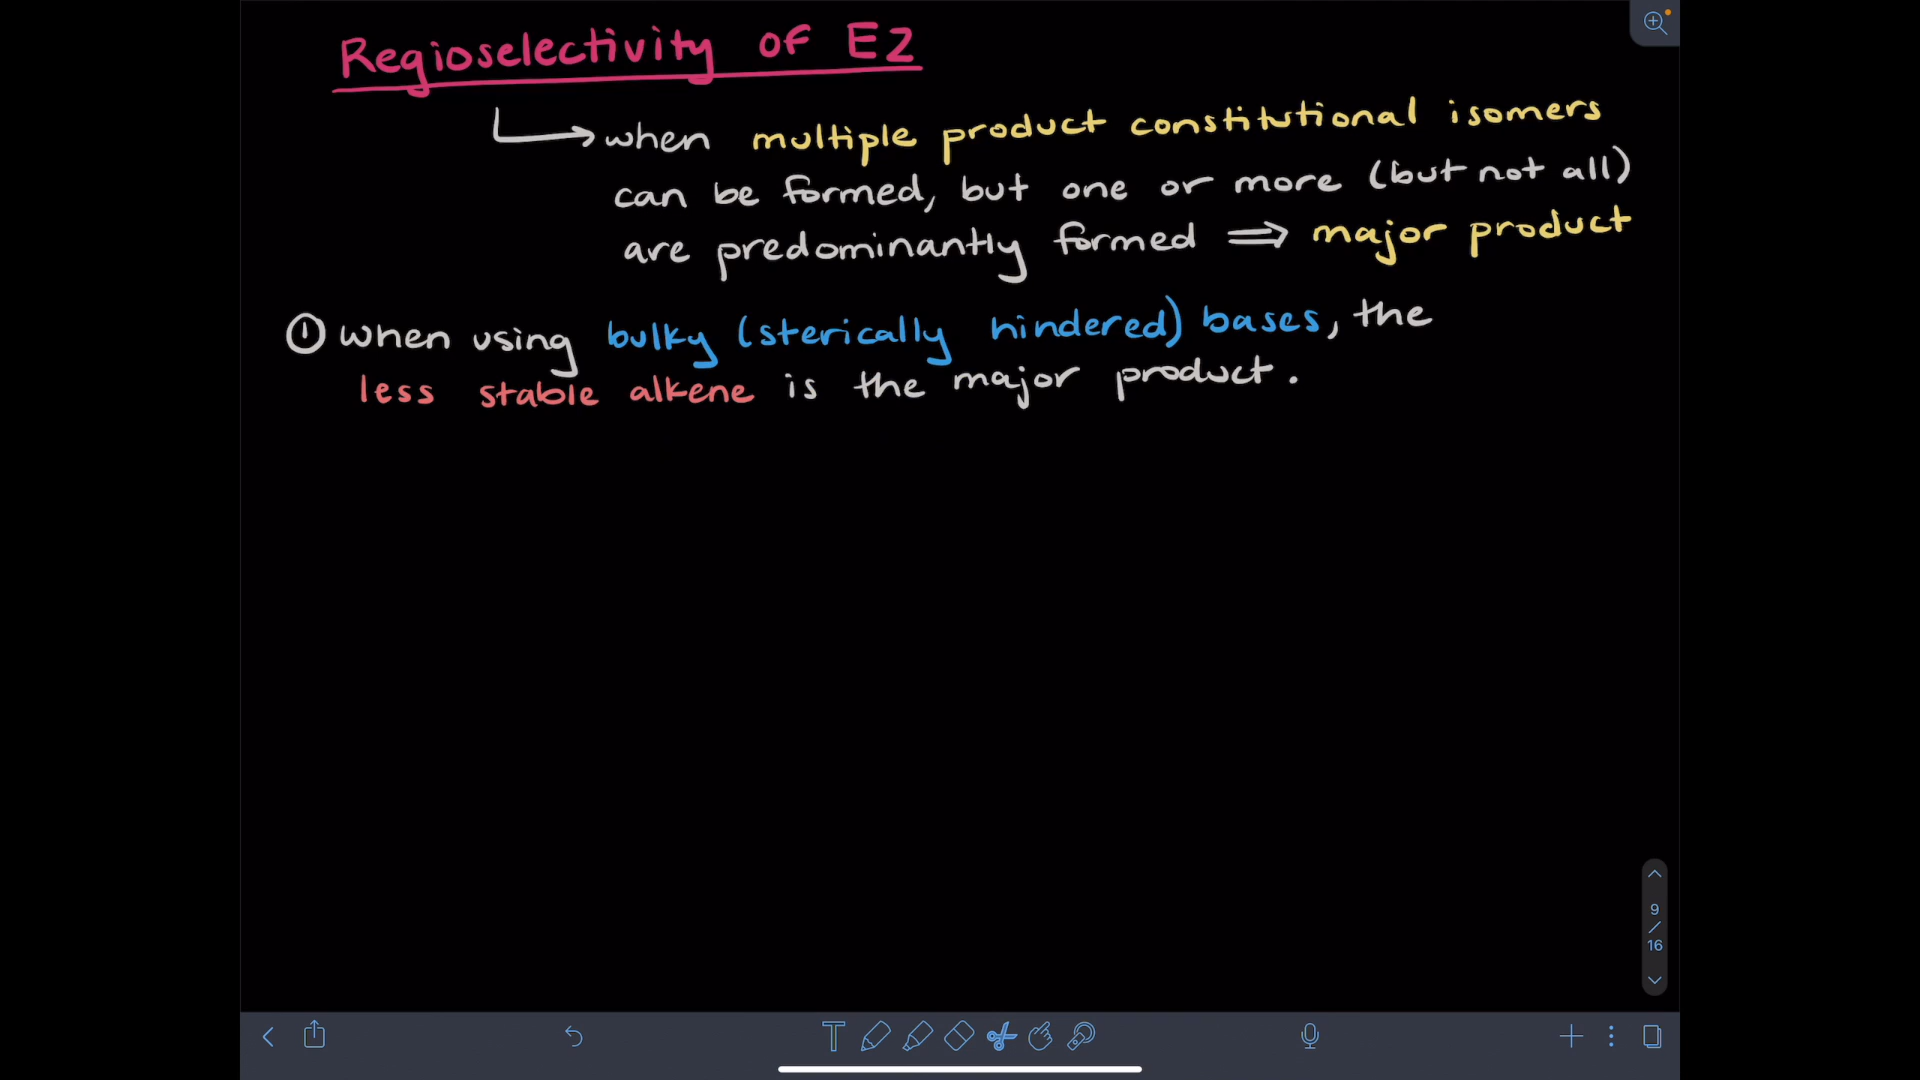 Regioselectivity of E2
↳ when multiple product constitutional isomers
can be formed, but one or more (but not all)
are predominantly formed ⇒ major product
① when using bulky (sterically hindered) bases, the
less stable alkene is the major product.
9
/
16
T